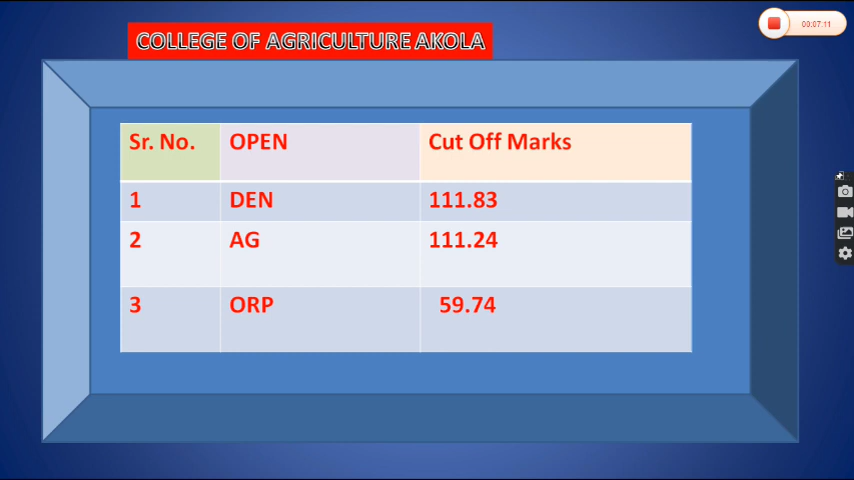 COLLEGE OF AGRICULTURE AKOLA
00:07:11
Sr. No. OPEN Cut Off Marks
1 DEN 111.83
2 AG 111.24
3 ORP 59.74